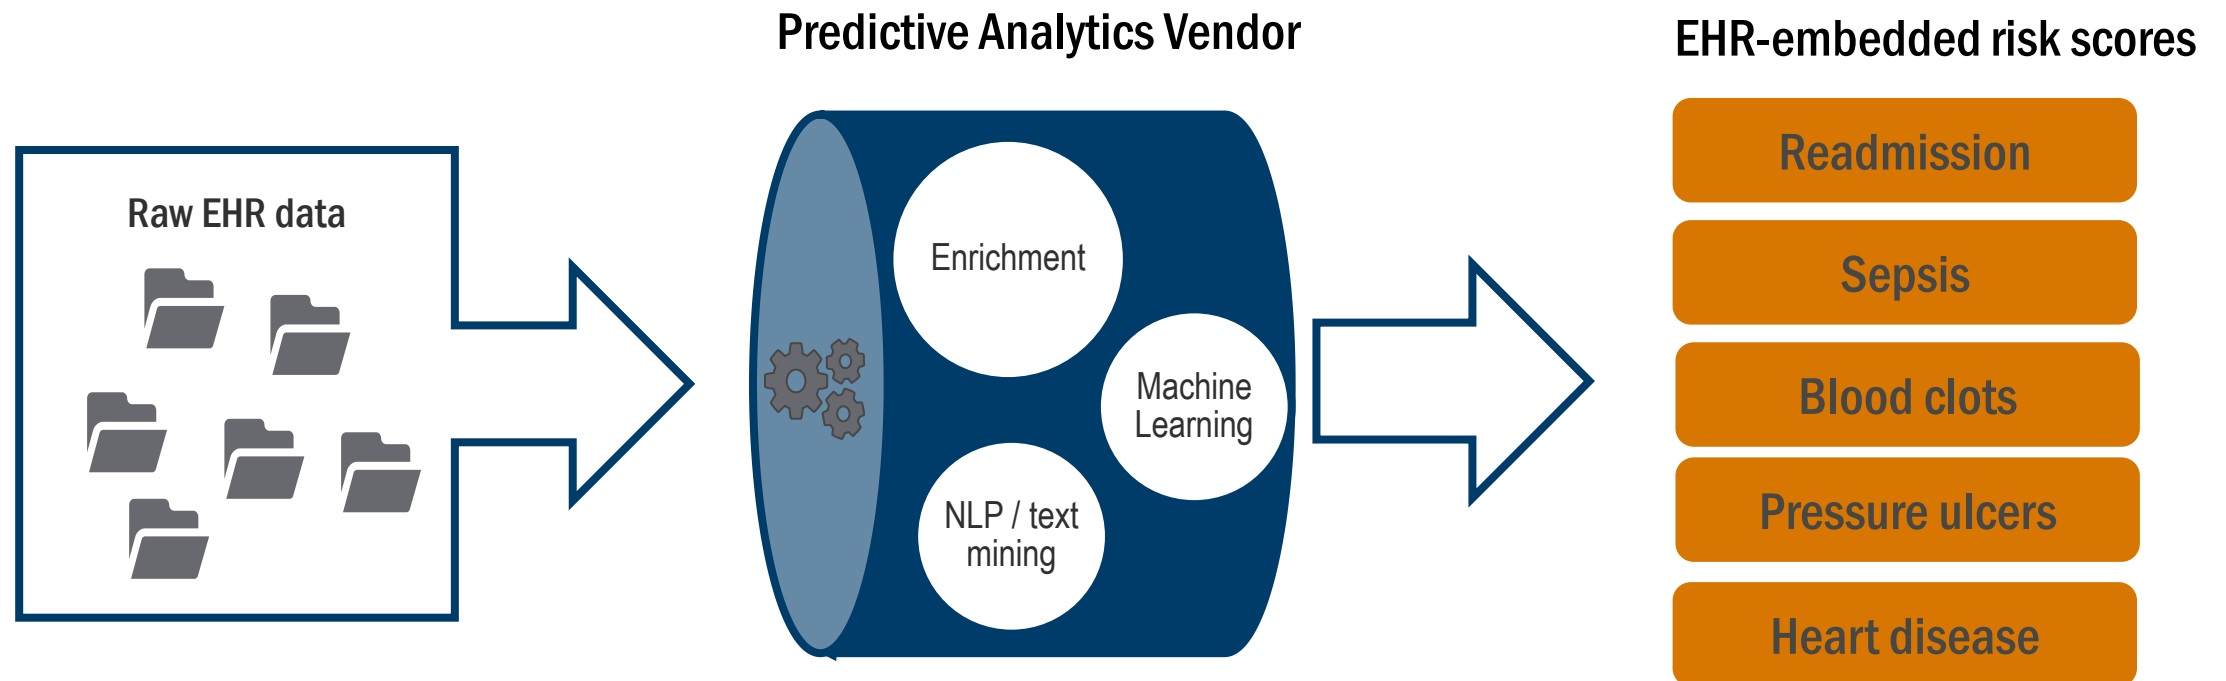 Predictive Analytics Vendor
EHR-embedded risk scores
Raw EHR data
Enrichment
Machine
Learning
NLP / text
mining
Readmission
Sepsis
Blood clots
Pressure ulcers
Heart disease